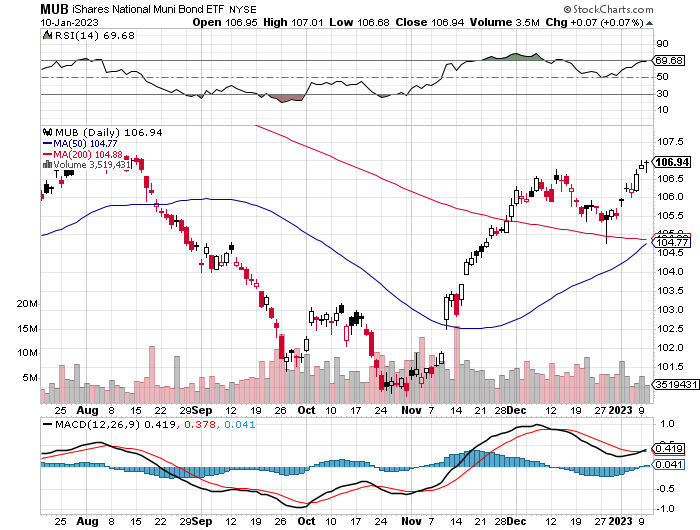 MUB iShares National Muni Bond ETF NYSE © StockCharts.com
10-Jan-2023 Open 106.95 High 107.01 Low 106.68 Close 106.94 Volume 3.5M Chg +0.07 (+0.07%)
RSI(14) 69.68
90
69.68
50
30
10
MUB (Daily) 106.94
MA(50) 104.77
MA(200) 104.88
Volume 3,519,431
107.5
106.94
106.5
106.0
105.5
104.77
104.5
104.0
103.5
103.0
102.5
102.0
101.5
20M
15M
10M
5M
3519431
25 Aug 8 15 22 29 Sep 12 19 26 Oct 10 17 24 Nov 7 14 21 28 Dec 12 19 27 2023 9
MACD(12,26,9) 0.419, 0.378, 0.041
1.0
0.419
0.041
-0.5
-1.0
25 Aug 8 15 22 29 Sep 12 19 26 Oct 10 17 24 Nov 7 14 21 28 Dec 12 19 27 2023 9